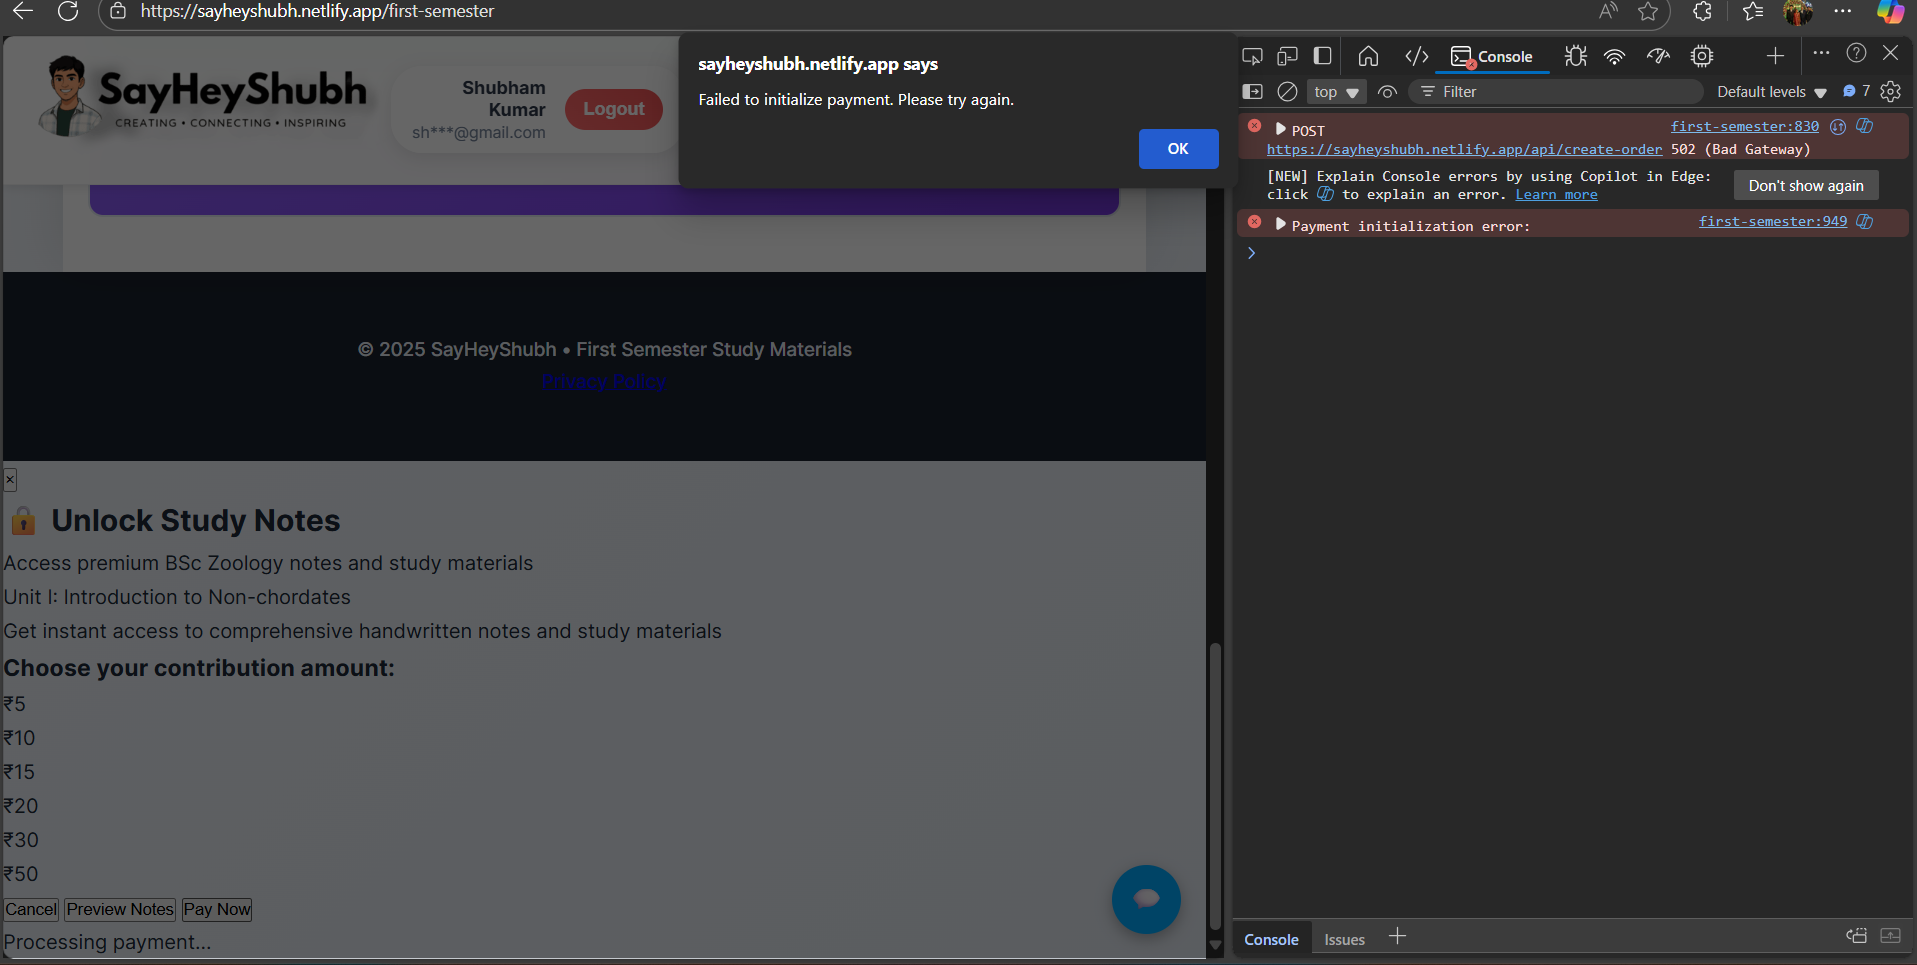 https://sayheyshubh.netlify.app/first-semester
SayHeyShubh
CREATING • CONNECTING • INSPIRING
Shubham
Kumar
sh***@gmail.com
Logout
sayheyshubh.netlify.app says
Failed to initialize payment. Please try again.
OK
© 2025 SayHeyShubh • First Semester Study Materials
Privacy Policy
×
Unlock Study Notes
Access premium BSc Zoology notes and study materials
Unit I: Introduction to Non-chordates
Get instant access to comprehensive handwritten notes and study materials
Choose your contribution amount:
₹5
₹10
₹15
₹20
₹30
₹50
Cancel Preview Notes Pay Now
Processing payment...
Console
top
Filter
Default levels
7
POST first-semester:830
https://sayheyshubh.netlify.app/api/create-order 502 (Bad Gateway)
[NEW] Explain Console errors by using Copilot in Edge:
click to explain an error. Learn more
Don't show again
Payment initialization error: first-semester:949
Console Issues